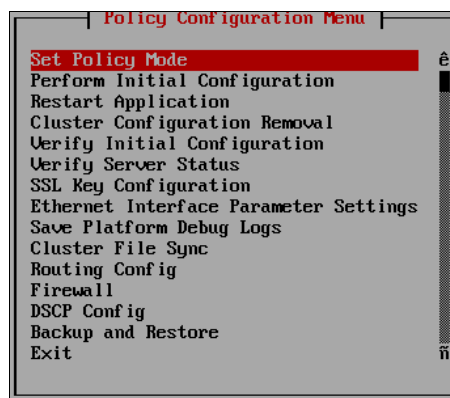 Policy Configuration Menu
Set Policy Mode
Perform Initial Configuration
Restart Application
Cluster Configuration Removal
Verify Initial Configuration
Verify Server Status
SSL Key Configuration
Ethernet Interface Parameter Settings
Save Platform Debug Logs
Cluster File Sync
Routing Config
Firewall
DSCP Config
Backup and Restore
Exit